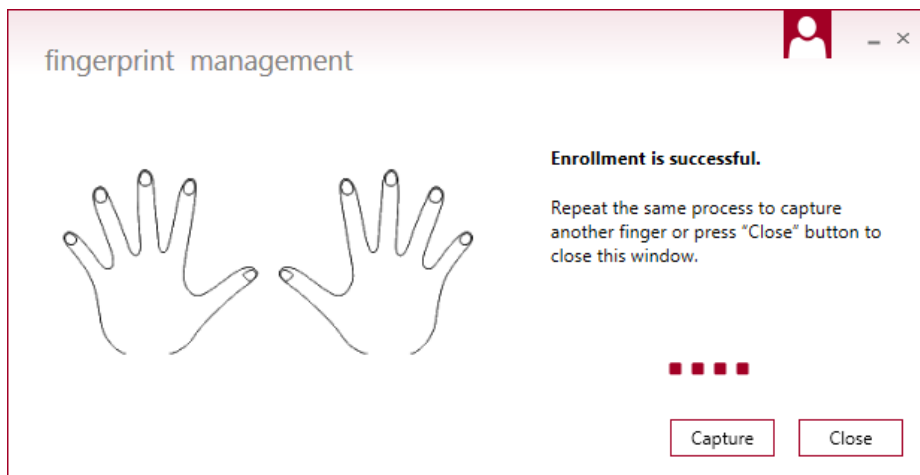 fingerprint management
Enrollment is successful.
Repeat the same process to capture
another finger or press “Close” button to
close this window.
Capture
Close